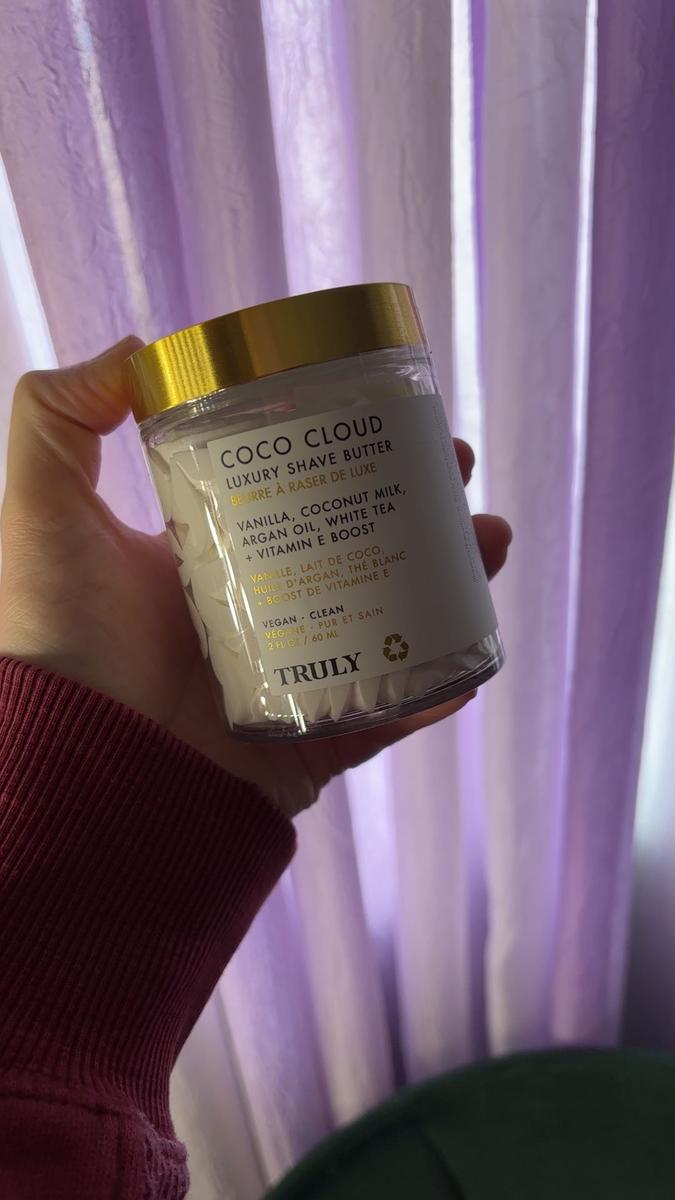 COCO CLOUD
LUXURY SHAVE BUTTER
BEURRE À RASER DE LUXE
VANILLA, COCONUT MILK,
ARGAN OIL, WHITE TEA
+ VITAMIN E BOOST
VANILLE, LAIT DE COCO,
HUILE D'ARGAN, THÉ BLANC
+ BOOST DE VITAMINE E
VEGAN - CLEAN
VÉGANE - PUR ET SAIN
2 FL OZ / 60 ML
TRULY